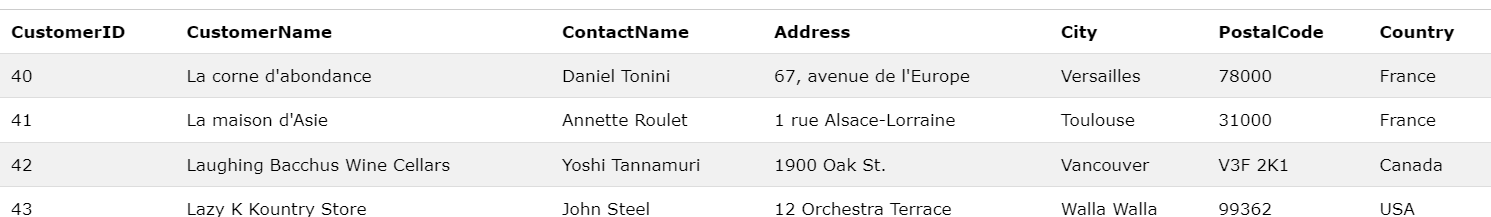 CustomerID CustomerName ContactName Address City PostalCode Country
40 La corne d'abondance Daniel Tonini 67, avenue de l'Europe Versailles 78000 France
41 La maison d'Asie Annette Roulet 1 rue Alsace-Lorraine Toulouse 31000 France
42 Laughing Bacchus Wine Cellars Yoshi Tannamuri 1900 Oak St. Vancouver V3F 2K1 Canada
43 Lazy K Kountry Store John Steel 12 Orchestra Terrace Walla Walla 99362 USA